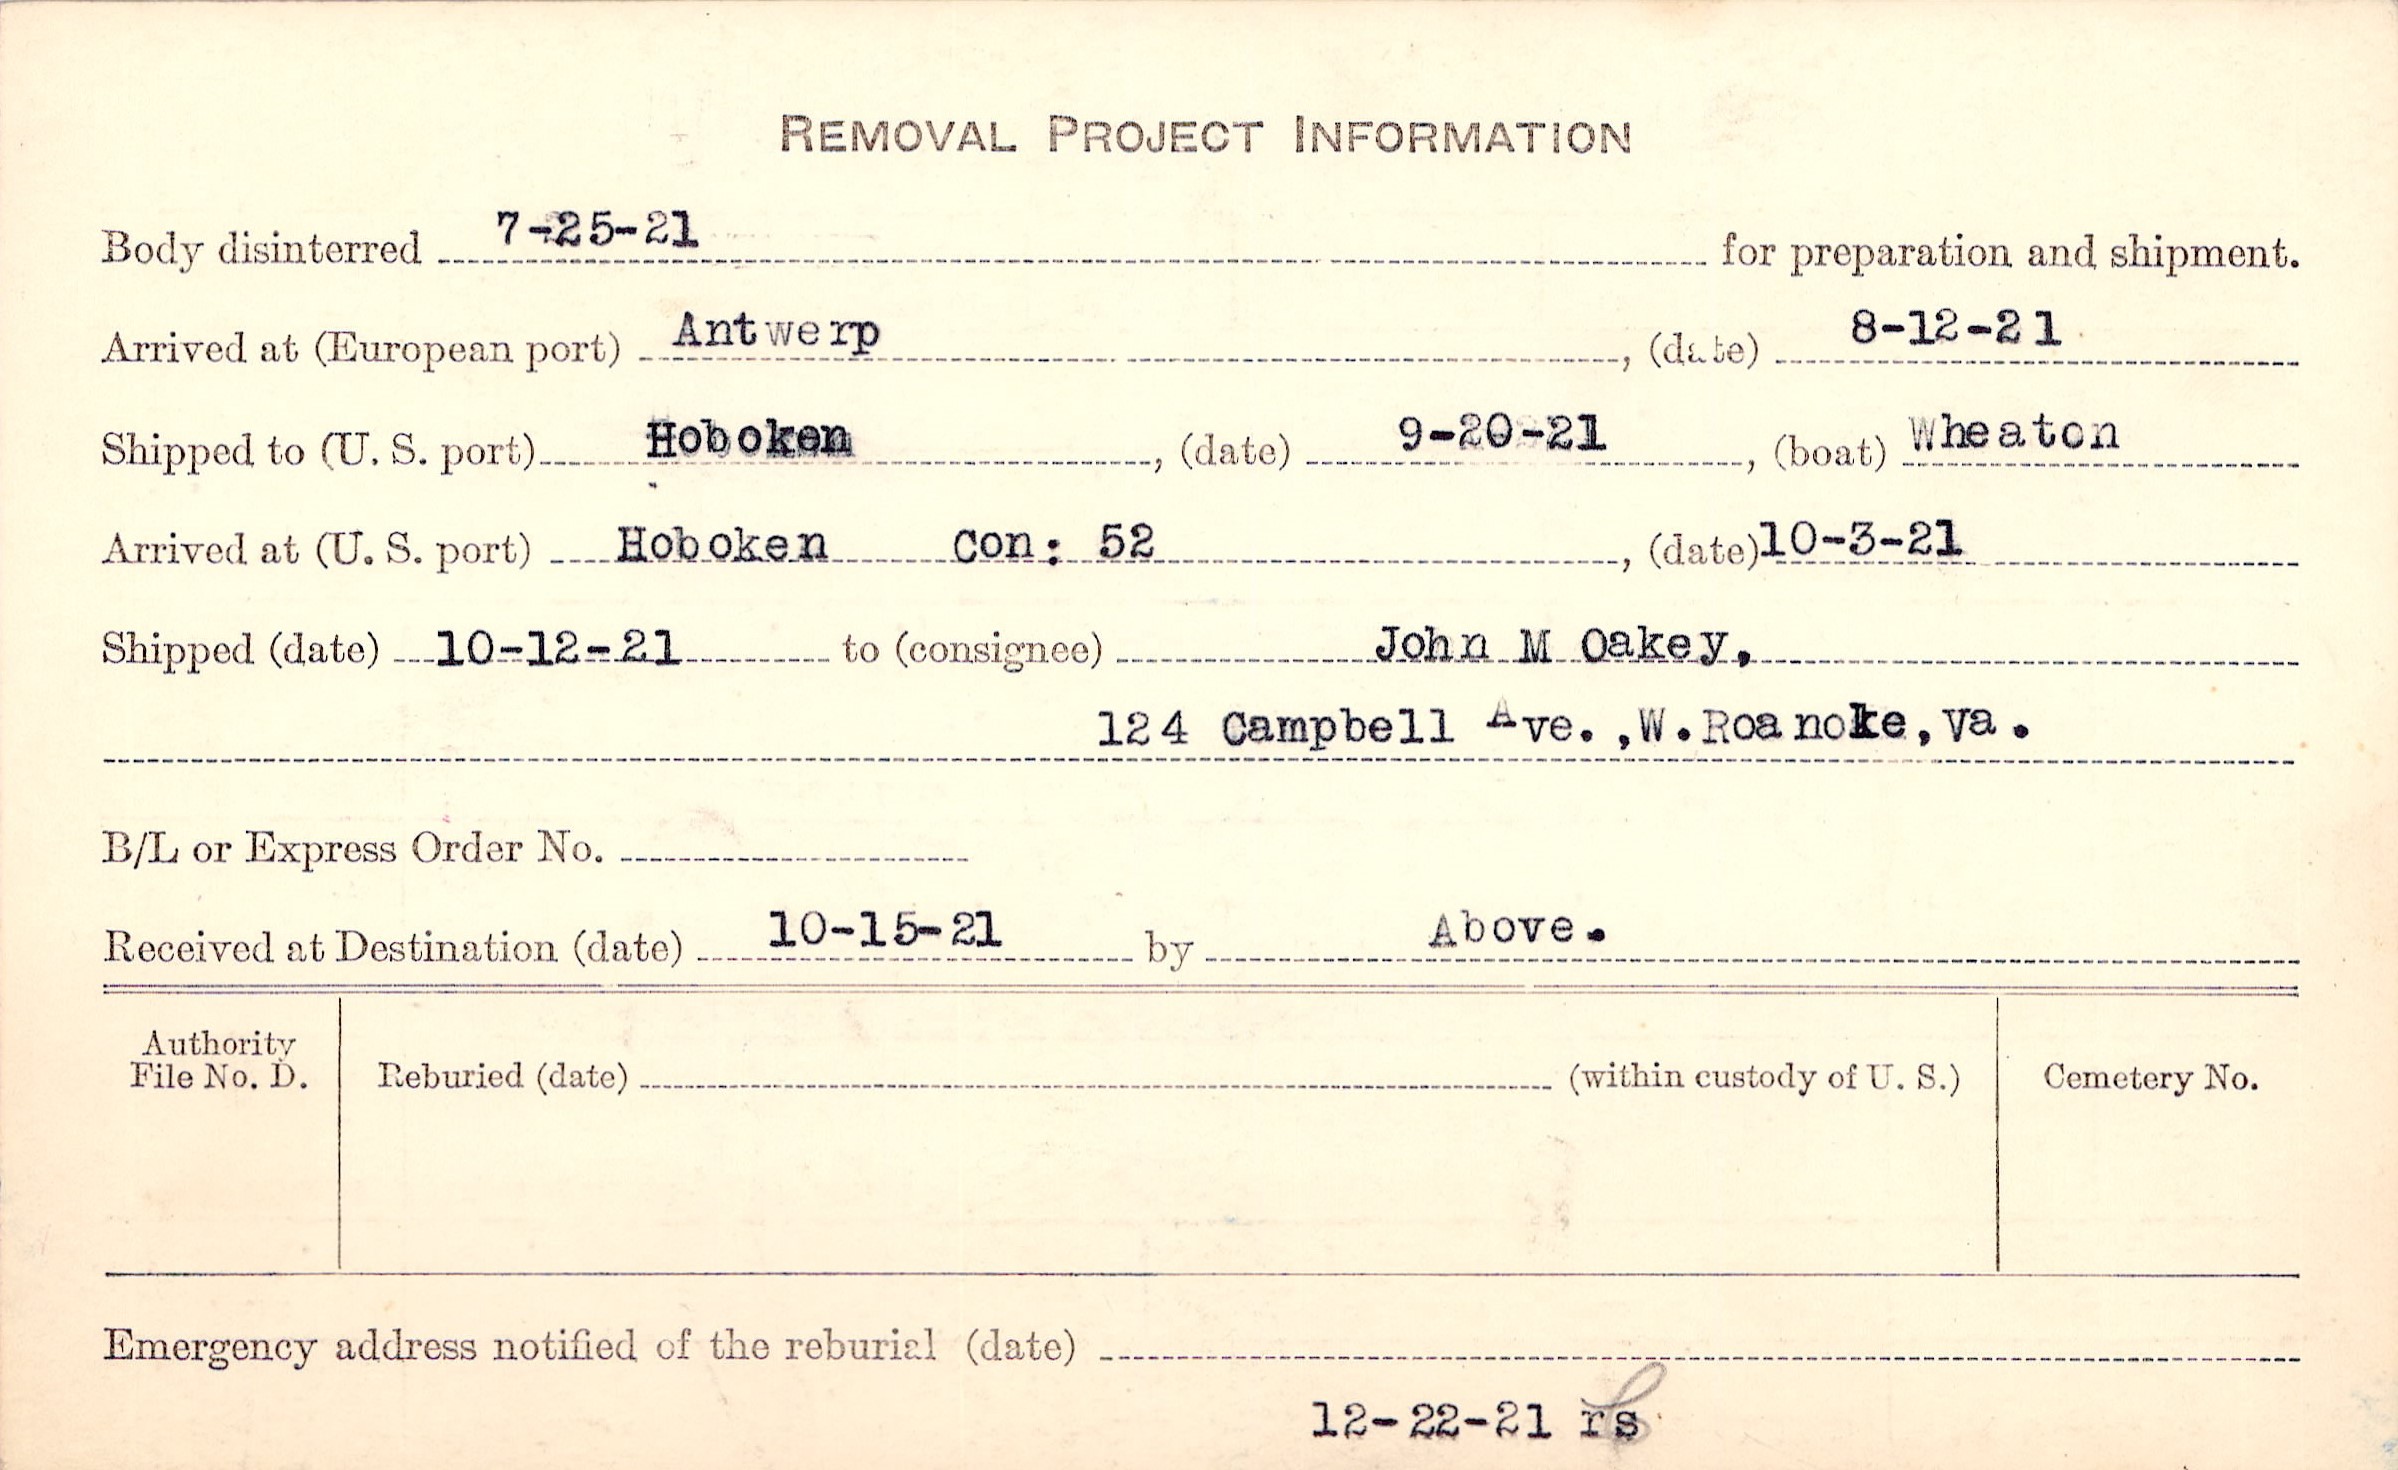 REMOVAL PROJECT INFORMATION
Body disinterred 7-25-21 for preparation and shipment.
Arrived at (European port) Antwerp, (date) 8-12-21
Shipped to (U. S. port) Hoboken, (date) 9-20-21, (boat) Wheaton
Arrived at (U. S. port) Hoboken Con: 52, (date) 10-3-21
Shipped (date) 10-12-21 to (consignee) John M Oakey,
124 Campbell Ave.,W.Roanoke,Va.
B/L or Express Order No.
Received at Destination (date) 10-15-21 by Above.
Authority
File No. D.
Reburied (date) (within custody of U. S.)
Cemetery No.
Emergency address notified of the reburial (date)
12-22-21 rs